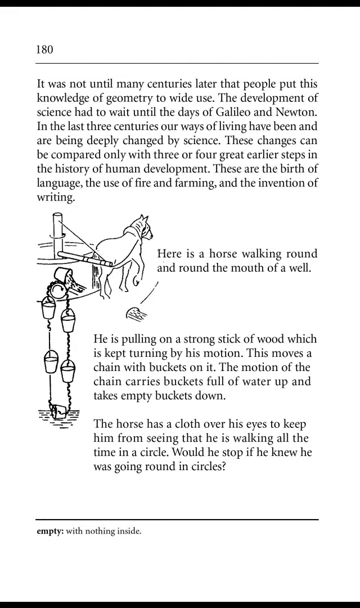 180
It was not until many centuries later that people put this
knowledge of geometry to wide use. The development of
science had to wait until the days of Galileo and Newton.
In the last three centuries our ways of living have been and
are being deeply changed by science. These changes can
be compared only with three or four great earlier steps in
the history of human development. These are the birth of
language, the use of fire and farming, and the invention of
writing.
Here is a horse walking round
and round the mouth of a well.
He is pulling on a strong stick of wood which
is kept turning by his motion. This moves a
chain with buckets on it. The motion of the
chain carries buckets full of water up and
takes empty buckets down.
The horse has a cloth over his eyes to keep
him from seeing that he is walking all the
time in a circle. Would he stop if he knew he
was going round in circles?
empty: with nothing inside.